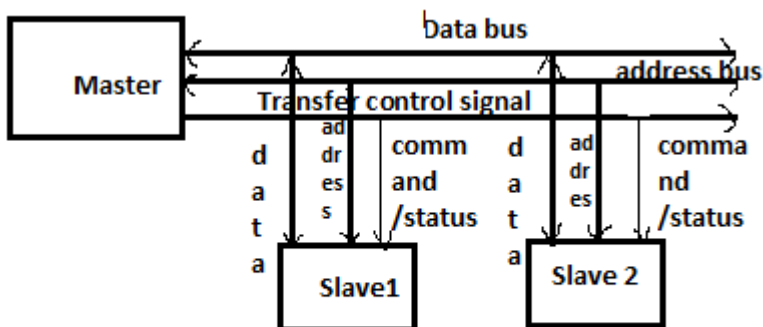 Data bus
Master
address bus
Transfer control signal
d
a
t
a
ad
dr
es
s
comm
and
/status
d
a
t
a
ad
dre
es
comma
nd
/status
Slave1
Slave 2